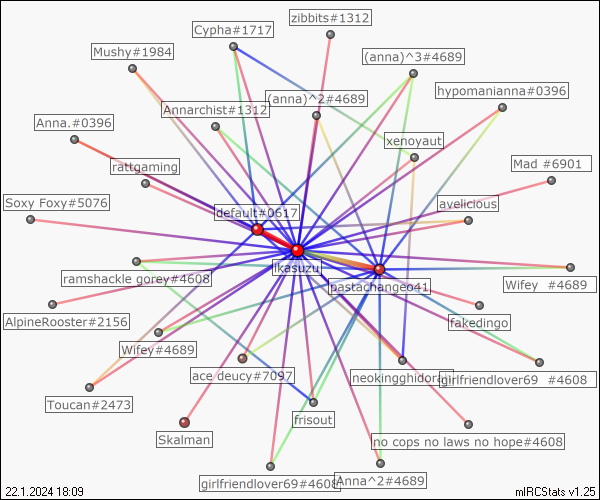 zibbits#1312
Cypha#1717
Mushy#1984
(anna)^3#4689
hypomanianna#0396
(anna)^2#4689
Annarchist#1312
Anna.#0396
xenoyaut
rattgaming
Mad #6901
Soxy Foxy#5076
avelicious
default#0617
ikasuzu
ramshackle gorey#4608
pastachangeo41
Wifey #4689
AlpineRooster#2156
fakedingo
Wifey#4689
ace deucy#7097
neokingghidora
girlfriendlover69 #4608
Toucan#2473
frisout
Skalman
no cops no laws no hope#4608
girlfriendlover69#4608
Anna^2#4689
22.1.2024 18:09
mIRCStats v1.25